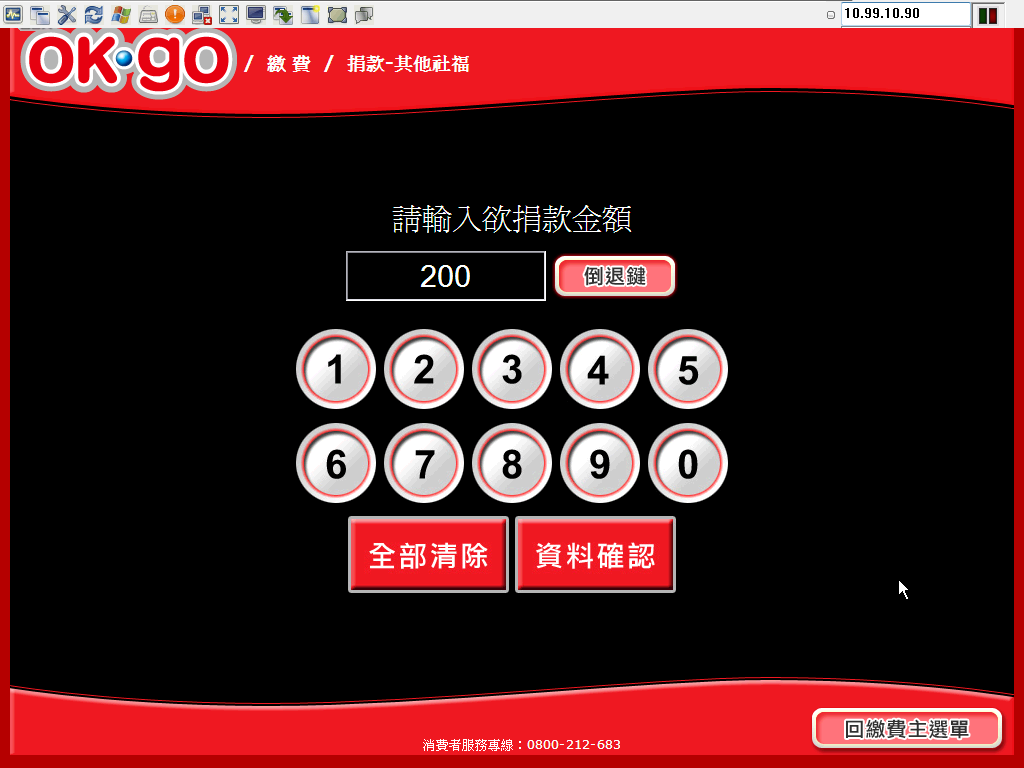 10.99.10.90
OK go / 繳 費 / 捐款-其他社福
請輸入欲捐款金額
200 倒退鍵
1 2 3 4 5
6 7 8 9 0
全部清除 資料確認
回繳費主選單
消費者服務專線：0800-212-683